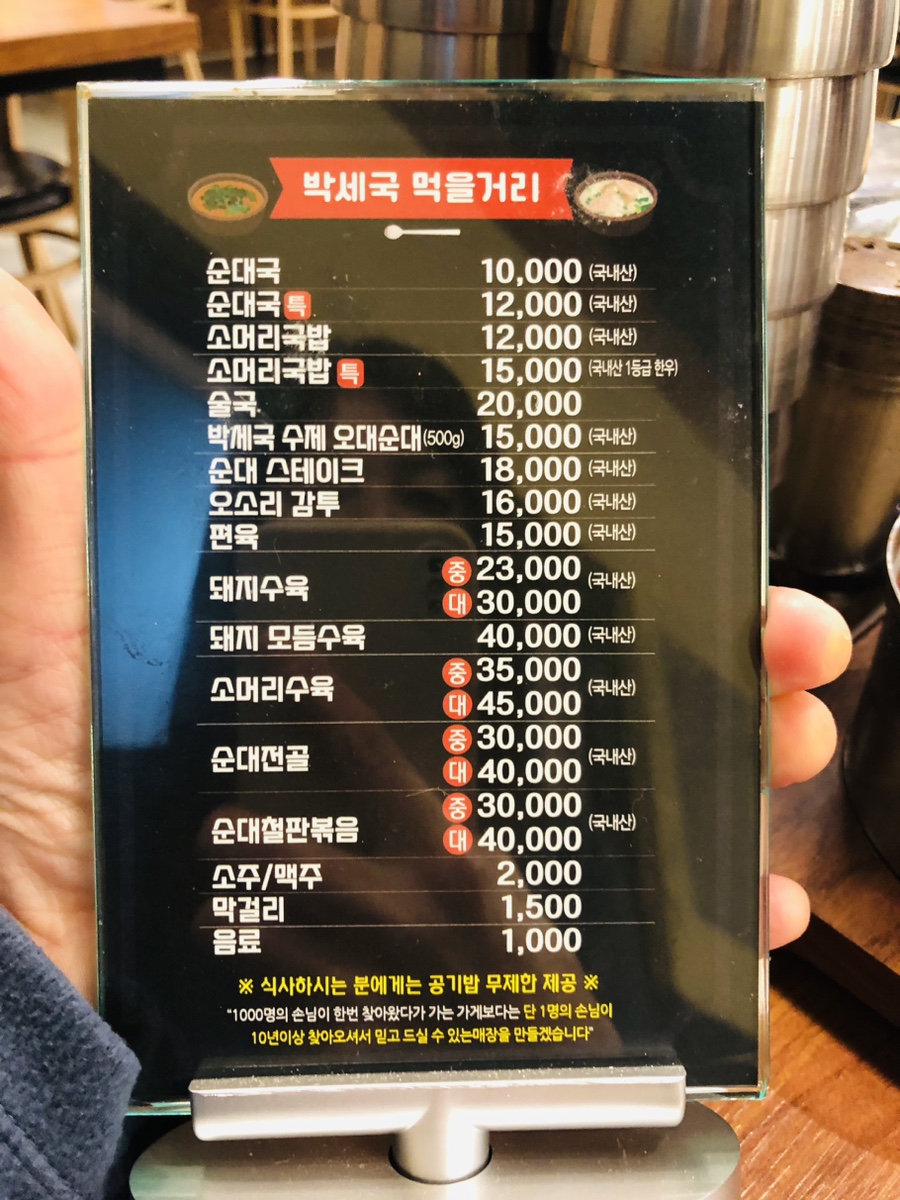 박세국 먹을거리
순대국 10,000 (국내산)
순대국 특 12,000 (국내산)
소머리국밥 12,000 (국내산)
소머리국밥 특 15,000 (국내산 1등급 한우)
술국 20,000
박세국 수제 오대순대(500g) 15,000 (국내산)
순대 스테이크 18,000 (국내산)
오소리 감투 16,000 (국내산)
편육 15,000 (국내산)
돼지수육 중 23,000 (국내산)
대 30,000
돼지 모듬수육 40,000 (국내산)
소머리수육 중 35,000 (국내산)
대 45,000
순대전골 중 30,000 (국내산)
대 40,000
순대철판볶음 중 30,000 (국내산)
대 40,000
소주/맥주 2,000
막걸리 1,500
음료 1,000
※ 식사하시는 분에게는 공기밥 무제한 제공 ※
"1000명의 손님이 한번 찾아왔다가 가는 가게보다는 단 1명의 손님이
10년이상 찾아오셔서 믿고 드실 수 있는매장을 만들겠습니다"